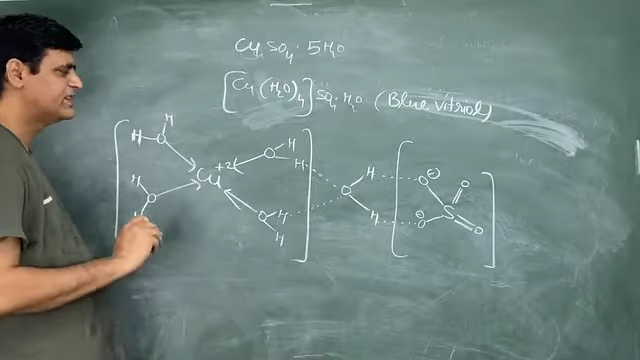 CuSO4·5H2O
[Cu(H2O)4]SO4·H2O (Blue vitriol)
H
H O H O H
Cu+2
H O H O ⊖ O
H
O H S
O H H ⊖ O O
H